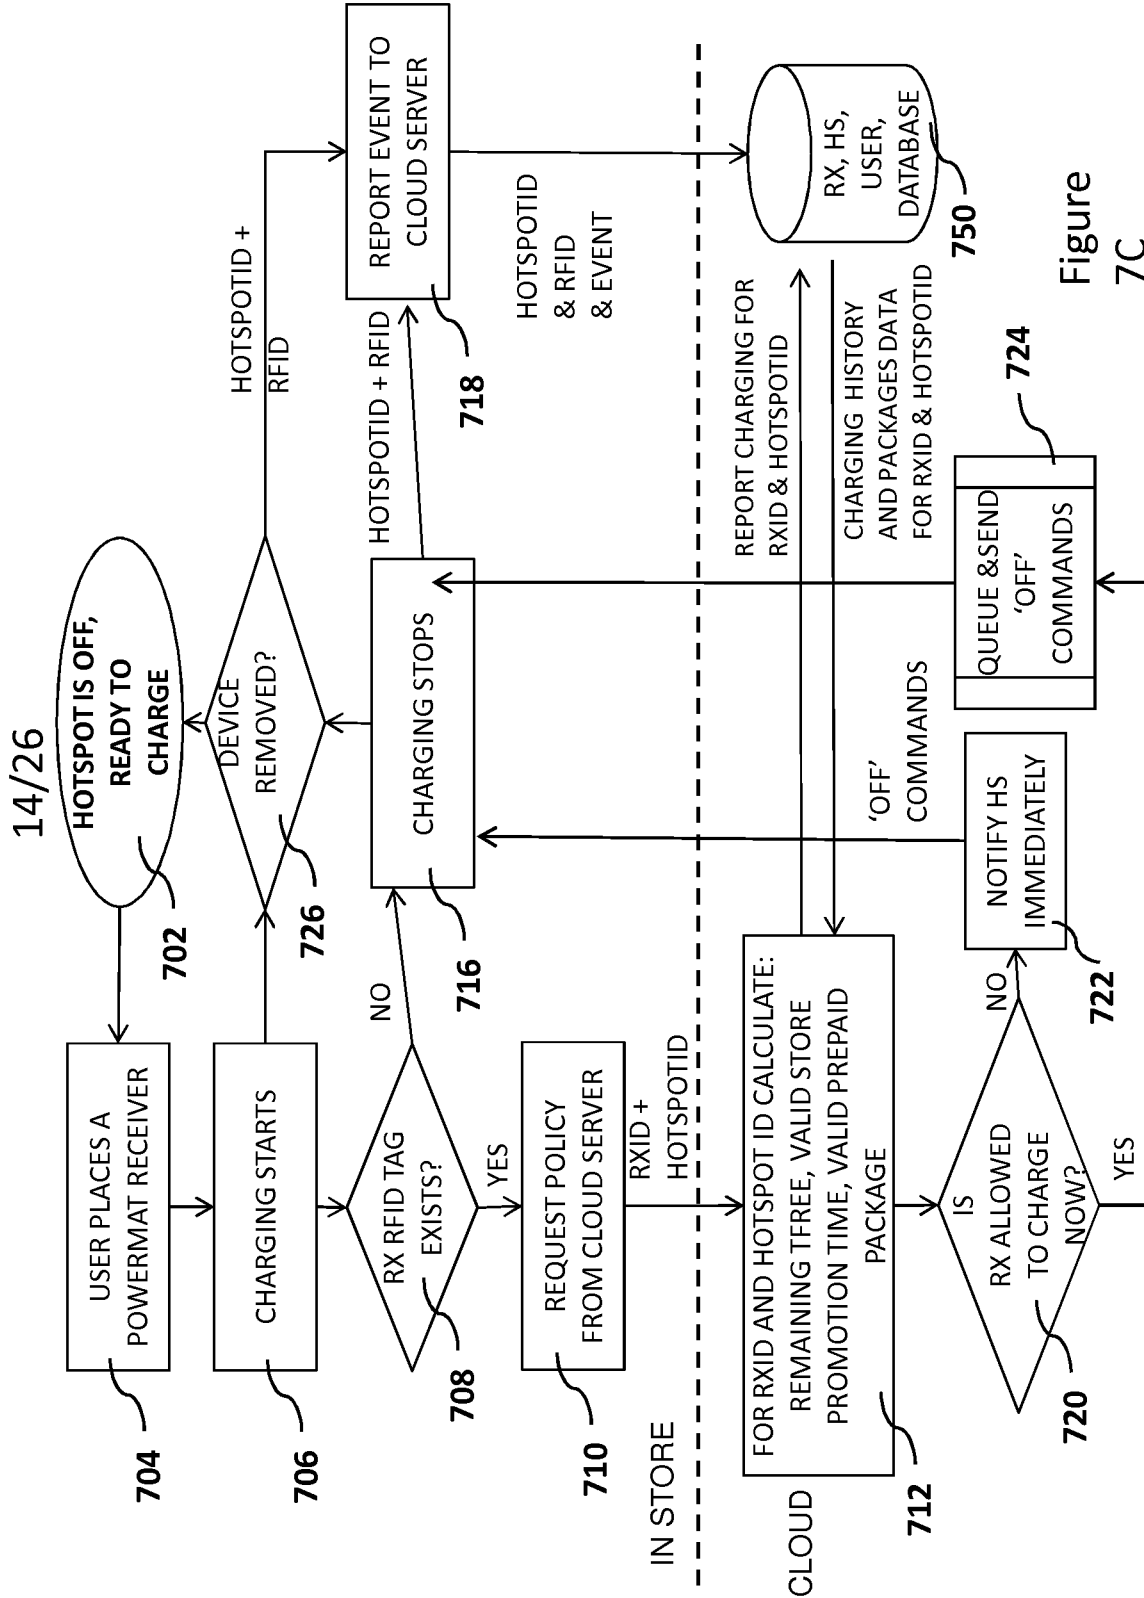 14/26
HOTSPOT IS OFF,
READY TO
CHARGE
702
USER PLACES A
POWERMAT RECEIVER
704
CHARGING STARTS
706
DEVICE
REMOVED?
726
HOTSPOTID +
RFID
RX RFID TAG
EXISTS?
708
NO
YES
CHARGING STOPS
716
HOTSPOTID + RFID
REPORT EVENT TO
CLOUD SERVER
718
REQUEST POLICY
FROM CLOUD SERVER
710
RXID +
HOTSPOTID
HOTSPOTID
& RFID
& EVENT
IN STORE
CLOUD
FOR RXID AND HOTSPOT ID CALCULATE:
REMAINING TFREE, VALID STORE
PROMOTION TIME, VALID PREPAID
PACKAGE
712
REPORT CHARGING FOR
RXID & HOTSPOTID
CHARGING HISTORY
AND PACKAGES DATA
FOR RXID & HOTSPOTID
RX, HS,
USER,
DATABASE
750
'OFF'
COMMANDS
IS
RX ALLOWED
TO CHARGE
NOW?
720
NO
YES
NOTIFY HS
IMMEDIATELY
722
QUEUE &SEND
'OFF'
COMMANDS
724
Figure
7C